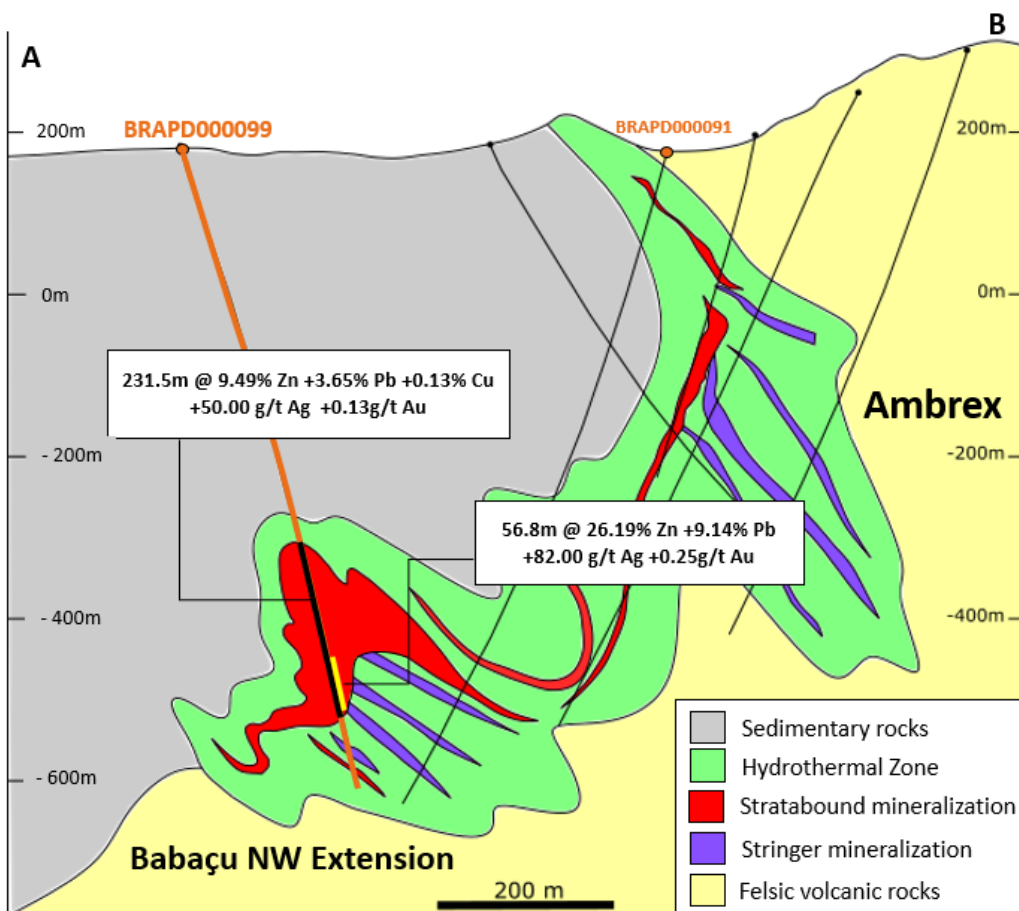 A
B
200m
BRAPD000099
BRAPD000091
200m
0m
0m
231.5m @ 9.49% Zn +3.65% Pb +0.13% Cu
+50.00 g/t Ag +0.13g/t Au
Ambrex
- 200m
-200m
56.8m @ 26.19% Zn +9.14% Pb
+82.00 g/t Ag +0.25g/t Au
- 400m
-400m
- 600m
Babaçu NW Extension
200 m
Sedimentary rocks
Hydrothermal Zone
Stratabound mineralization
Stringer mineralization
Felsic volcanic rocks